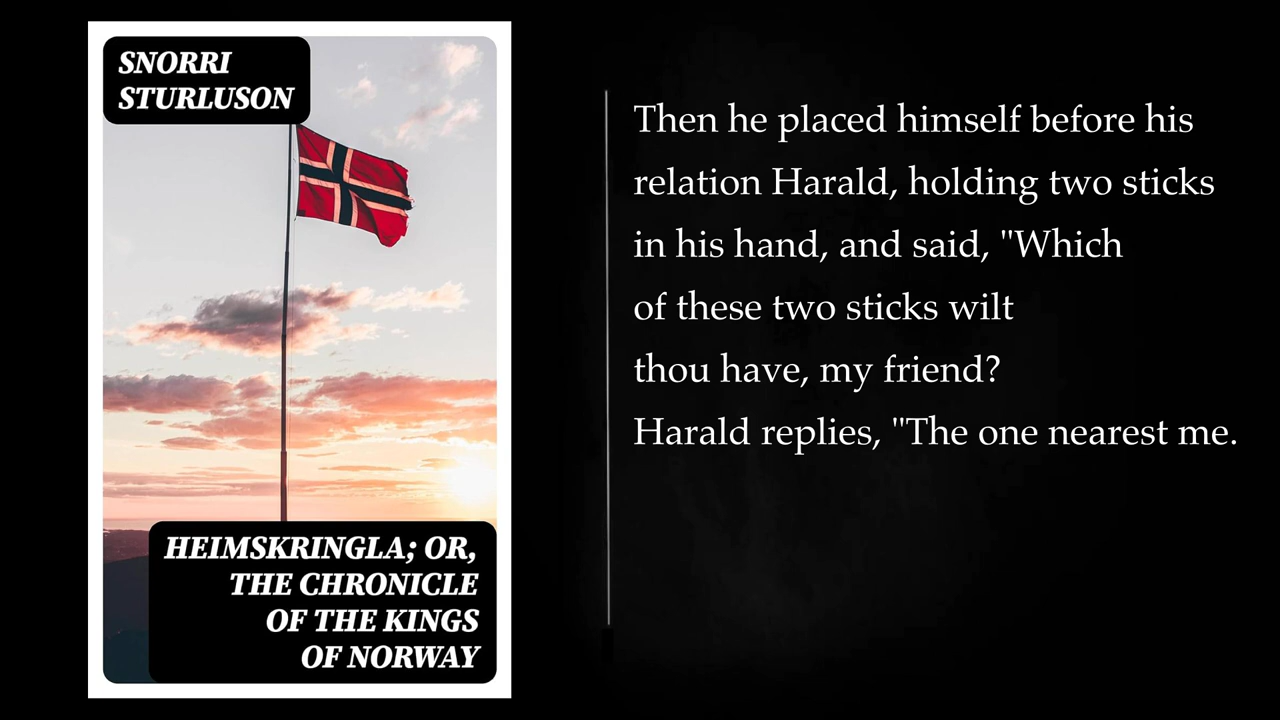 SNORRI
STURLUSON
HEIMSKRINGLA; OR,
THE CHRONICLE
OF THE KINGS
OF NORWAY
Then he placed himself before his
relation Harald, holding two sticks
in his hand, and said, "Which
of these two sticks wilt
thou have, my friend?
Harald replies, "The one nearest me.